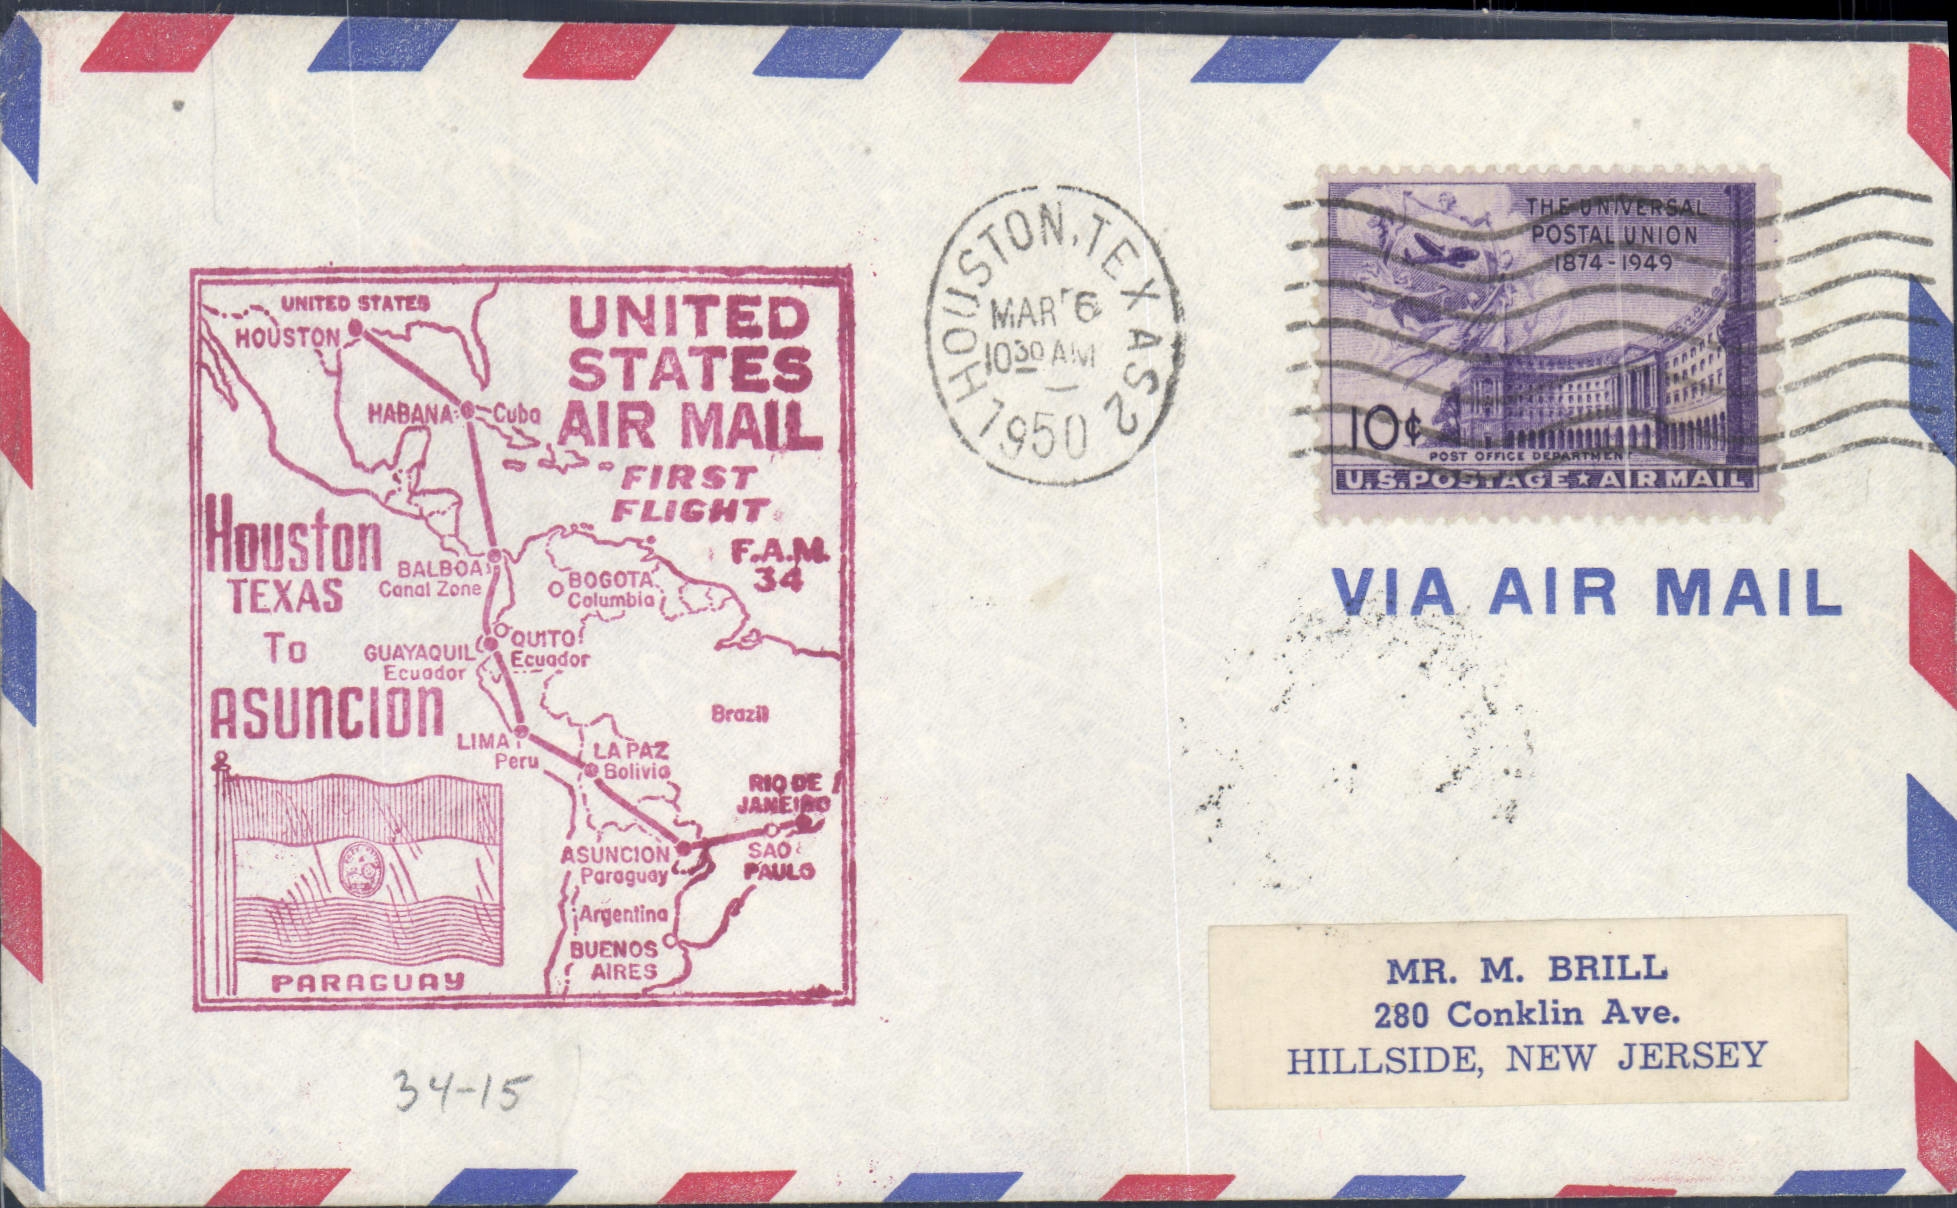 UNITED STATES
HOUSTON
HABANA
Cuba
UNITED
STATES
AIR MAIL
FIRST
FLIGHT
F.A.M.
34
Houston
TEXAS
To
ASUNCION
BALBOA
Canal Zone
BOGOTA
Columbia
GUAYAQUIL
Ecuador
QUITO
Ecuador
Brazil
LIMA
Peru
LA PAZ
Bolivia
RIO DE
JANEIRO
SAO
PAULO
ASUNCION
Paraguay
Argentina
BUENOS
AIRES
PARAGUAY
34-15
HOUSTON, TEXAS 2
MAR 6
10 30 AM
1950
THE UNIVERSAL
POSTAL UNION
1874-1949
10¢
POST OFFICE DEPARTMENT
U.S. POSTAGE ★ AIR MAIL
VIA AIR MAIL
MR. M. BRILL
280 Conklin Ave.
HILLSIDE, NEW JERSEY